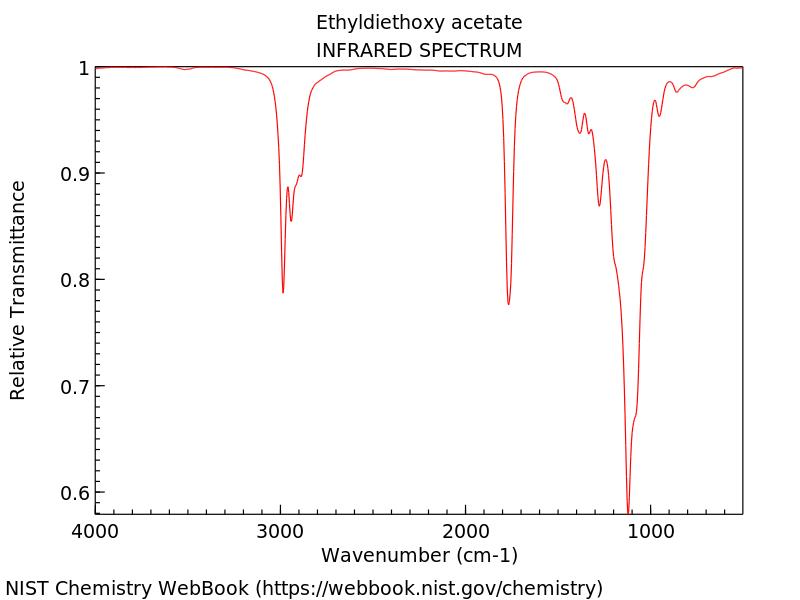 Ethyldiethoxy acetate
INFRARED SPECTRUM
1
0.9
0.8
0.7
0.6
Relative Transmittance
4000 3000 2000 1000
Wavenumber (cm-1)
NIST Chemistry WebBook (https://webbook.nist.gov/chemistry)